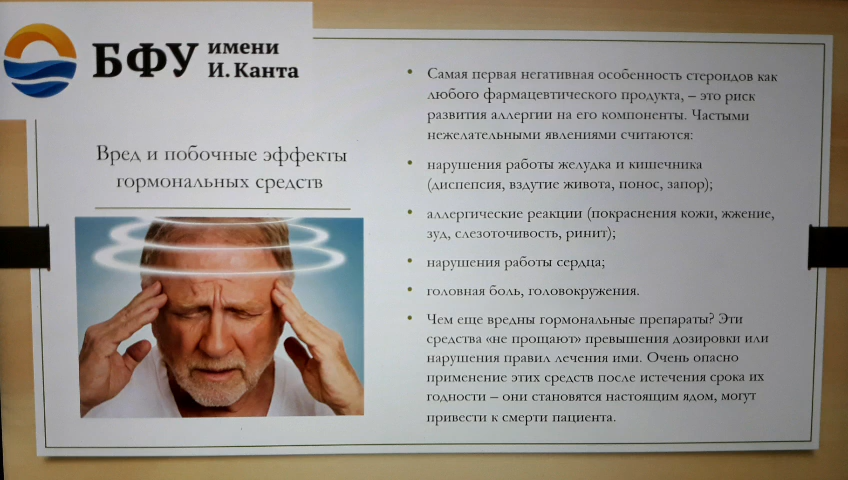 БФУ имени
И. Канта
Вред и побочные эффекты
гормональных средств
• Самая первая негативная особенность стероидов как
любого фармацевтического продукта, – это риск
развития аллергии на его компоненты. Частыми
нежелательными явлениями считаются:
• нарушения работы желудка и кишечника
(диспепсия, вздутие живота, понос, запор);
• аллергические реакции (покраснения кожи, жжение,
зуд, слезоточивость, ринит);
• нарушения работы сердца;
• головная боль, головокружения.
• Чем еще вредны гормональные препараты? Эти
средства «не прощают» превышения дозировки или
нарушения правил лечения ими. Очень опасно
применение этих средств после истечения срока их
годности – они становятся настоящим ядом, могут
привести к смерти пациента.